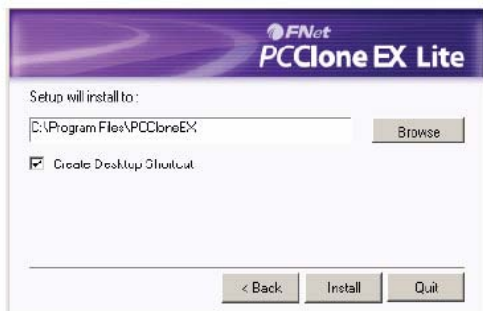 FNet
PCClone EX Lite
Setup will install to :
C:\Program Files\PCCloneEX
Browse
Create Desktop Shortcut
< Back
Install
Quit